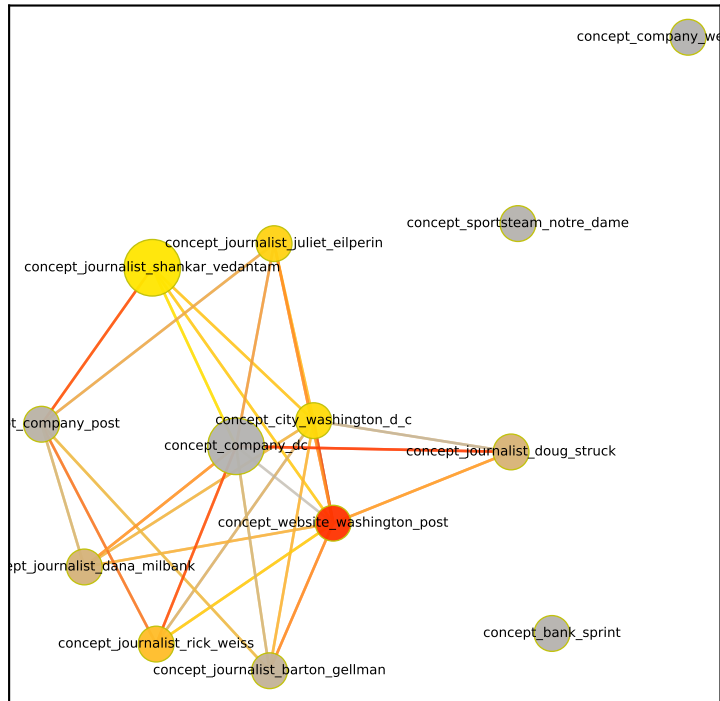 concept_company_we
concept_sportsteam_notre_dame
concept_journalist_juliet_eilperin
concept_journalist_shankar_vedantam
concept_city_washington_d_c
t_company_post
concept_company_dc
concept_journalist_doug_struck
concept_website_washington_post
ept_journalist_dana_milbank
concept_bank_sprint
concept_journalist_rick_weiss
concept_journalist_barton_gellman